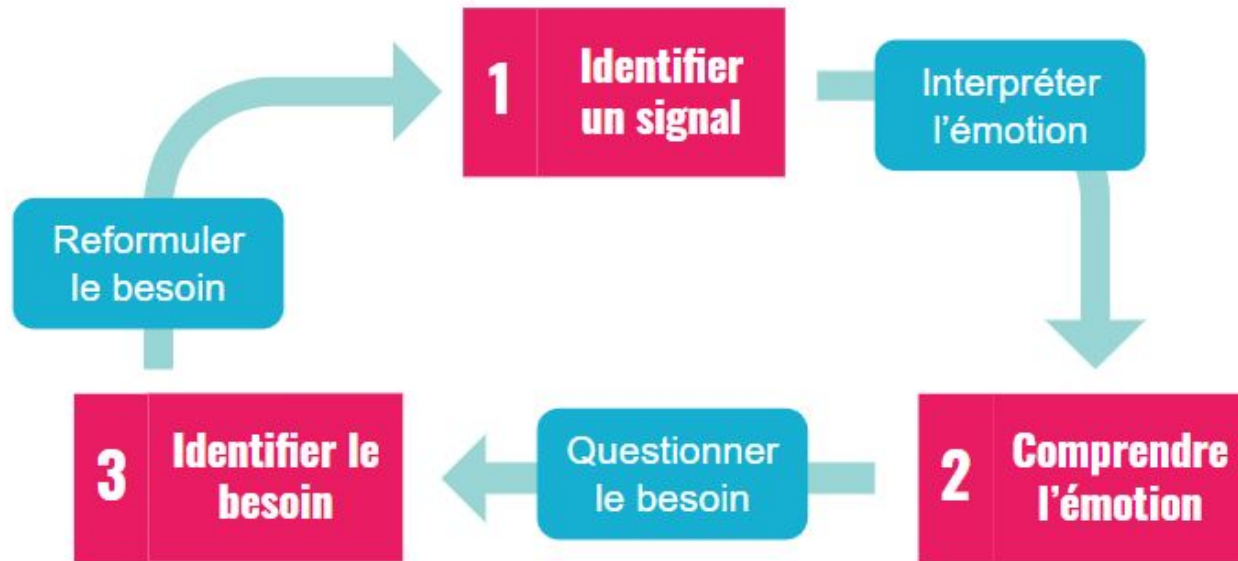 1
Identifier
un signal
Interpréter
l’émotion
2
Comprendre
l’émotion
Questionner
le besoin
3
Identifier le
besoin
Reformuler
le besoin